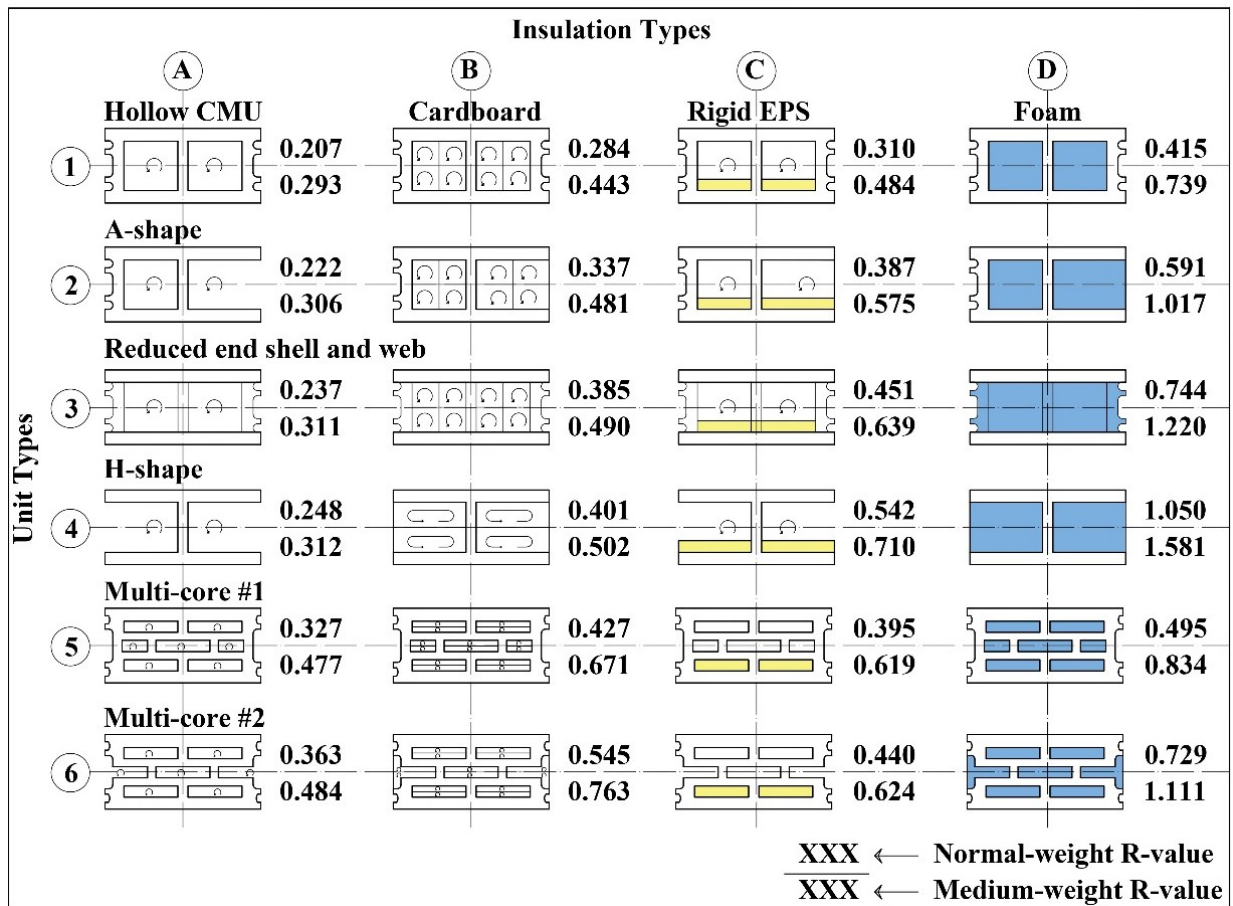 Insulation Types
A B C D
Hollow CMU Cardboard Rigid EPS Foam
1 0.207 0.284 0.310 0.415
0.293 0.443 0.484 0.739
A-shape
2 0.222 0.337 0.387 0.591
0.306 0.481 0.575 1.017
Reduced end shell and web
3 0.237 0.385 0.451 0.744
0.311 0.490 0.639 1.220
H-shape
4 0.248 0.401 0.542 1.050
0.312 0.502 0.710 1.581
Multi-core #1
5 0.327 0.427 0.395 0.495
0.477 0.671 0.619 0.834
Multi-core #2
6 0.363 0.545 0.440 0.729
0.484 0.763 0.624 1.111
Unit Types
XXX Normal-weight R-value
XXX Medium-weight R-value